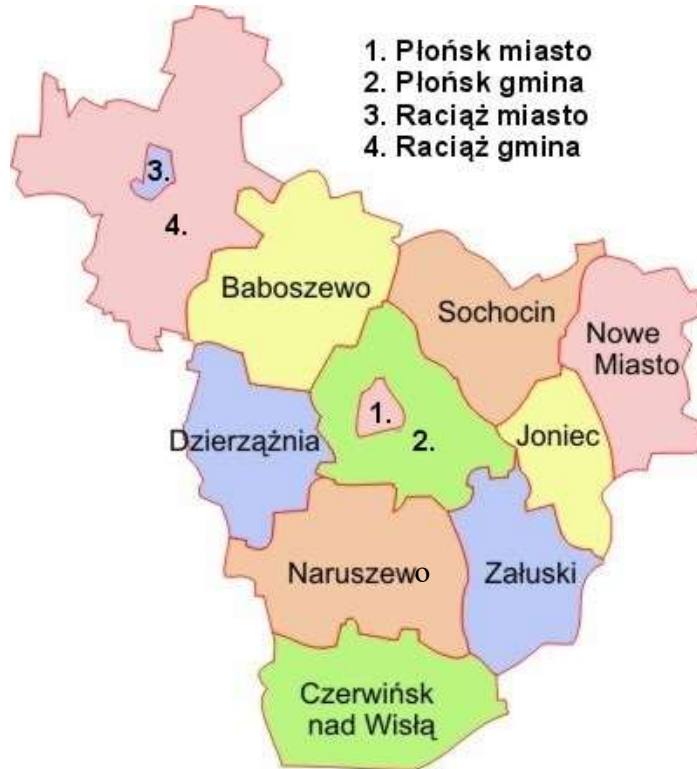 1. Płońsk miasto
2. Płońsk gmina
3. Raciąż miasto
4. Raciąż gmina
3.
4.
Baboszewo
Sochocin
Nowe
Miasto
1.
Dzierzążnia
2.
Joniec
Naruszewo
Załuski
Czerwińsk
nad Wisłą